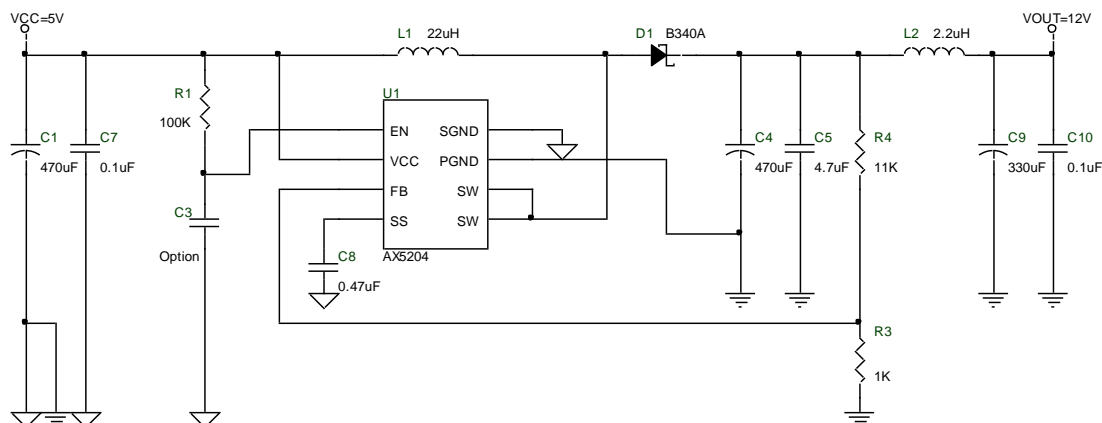 VCC=5V
VOUT=12V
L1 22uH
D1 B340A
L2 2.2uH
R1
100K
U1
EN SGND
VCC PGND
FB SW
SS SW
AX5204
C1
470uF
C7
0.1uF
C3
Option
C8
0.47uF
C4
470uF
C5
4.7uF
R4
11K
C9
330uF
C10
0.1uF
R3
1K